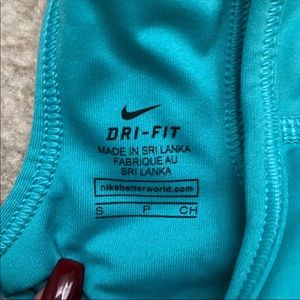 DRI-FIT
MADE IN SRI LANKA
FABRIQUE AU
SRI LANKA
nikebetterworld.com
S P CH